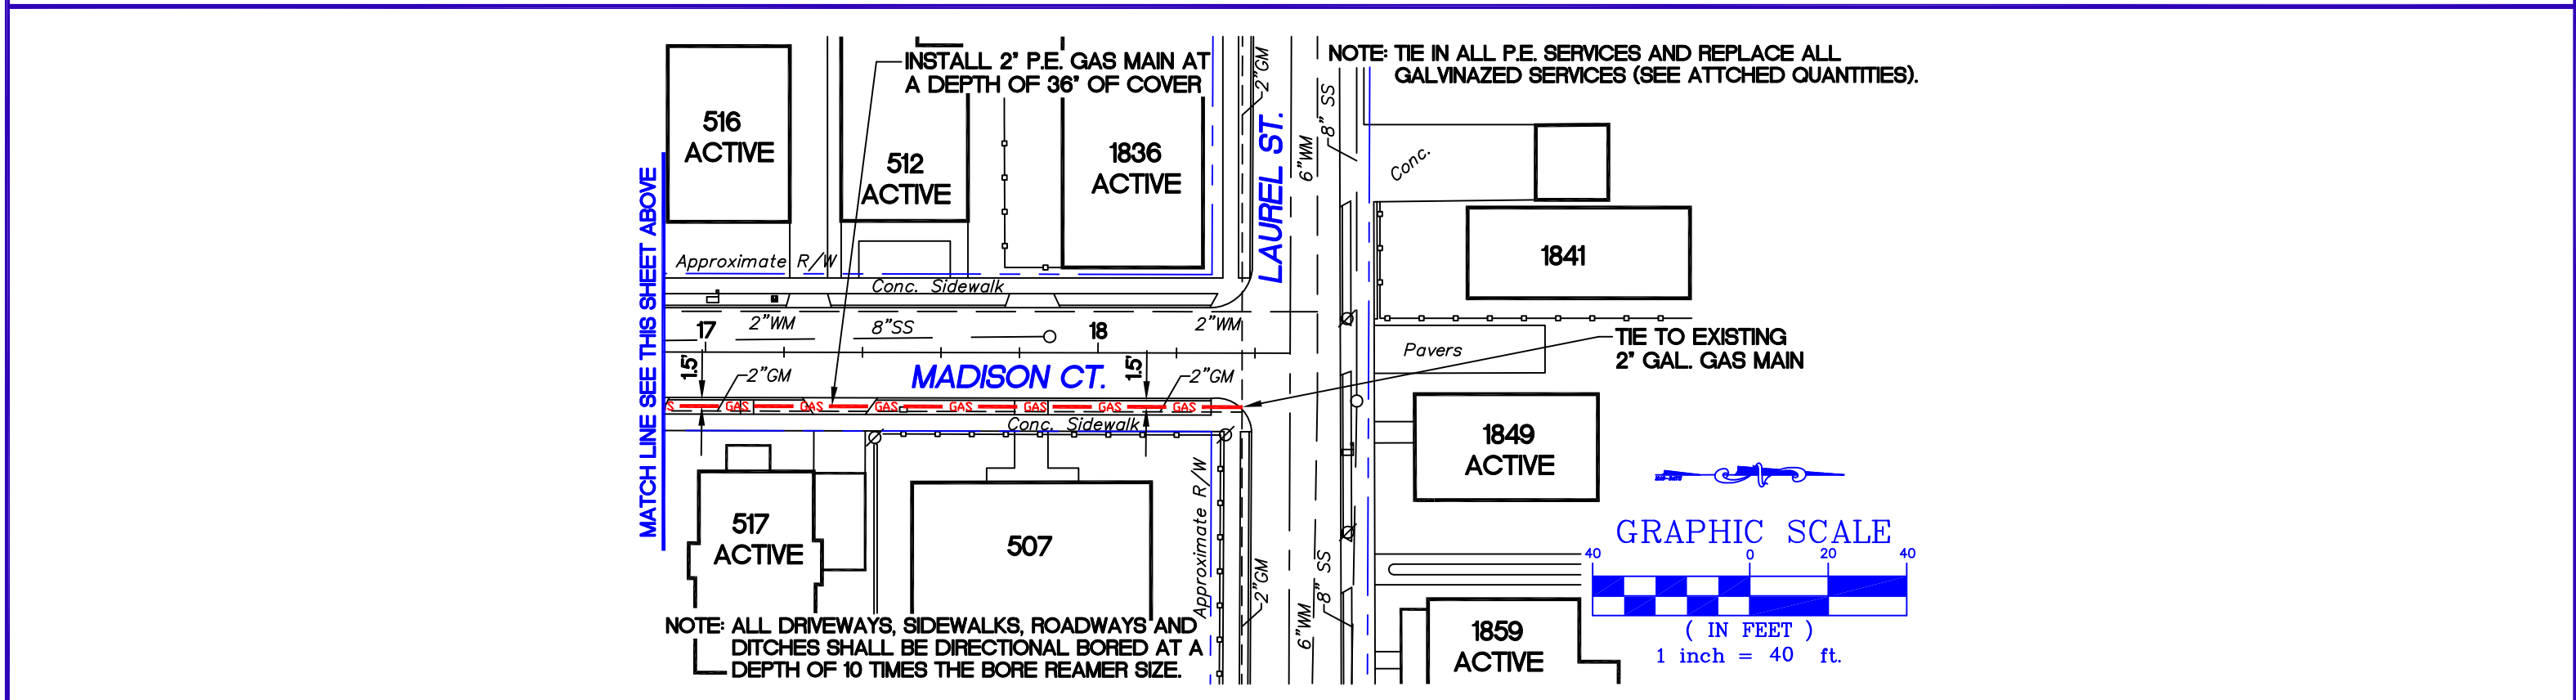 INSTALL 2" P.E. GAS MAIN AT
A DEPTH OF 36" OF COVER
NOTE: TIE IN ALL P.E. SERVICES AND REPLACE ALL
GALVINAZED SERVICES (SEE ATTCHED QUANTITIES).
516
ACTIVE
512
ACTIVE
1836
ACTIVE
2"GM
LAUREL ST.
6"WM
8" SS
Conc.
1841
MATCH LINE SEE THIS SHEET ABOVE
Approximate R/W
Conc. Sidewalk
17
2"WM
8"SS
18
2"WM
Pavers
TIE TO EXISTING
2" GAL. GAS MAIN
1.5'
2"GM
MADISON CT.
1.5'
2"GM
S GAS GAS GAS GAS GAS GAS GAS
Conc. Sidewalk
517
ACTIVE
507
Approximate R/W
2"GM
6"WM
8" SS
1849
ACTIVE
1859
ACTIVE
GRAPHIC SCALE
40 0 20 40
( IN FEET )
1 inch = 40 ft.
NOTE: ALL DRIVEWAYS, SIDEWALKS, ROADWAYS AND
DITCHES SHALL BE DIRECTIONAL BORED AT A
DEPTH OF 10 TIMES THE BORE REAMER SIZE.